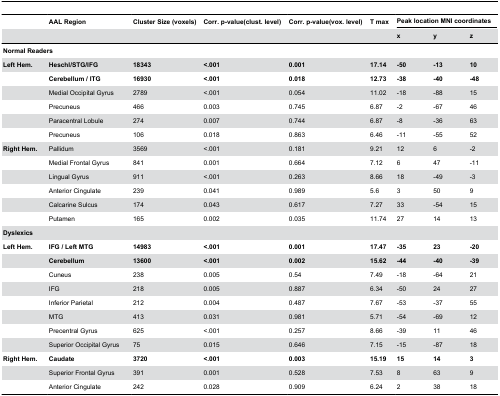 AAL Region Cluster Size (voxels) Corr. p-value(clust. level) Corr. p-value(vox. level) T max Peak location MNI coordinates
x y z
Normal Readers
Left Hem. Heschl/STG/IFG 18343 <.001 0.001 17.14 -50 -13 10
Cerebellum / ITG 16930 <.001 0.018 12.73 -38 -40 -48
Medial Occipital Gyrus 2789 <.001 0.054 11.02 -18 -88 15
Precuneus 466 0.003 0.745 6.87 -2 -67 46
Paracentral Lobule 274 0.007 0.744 6.87 -8 -36 63
Precuneus 106 0.018 0.863 6.46 -11 -55 52
Right Hem. Pallidum 3569 <.001 0.181 9.21 12 6 -2
Medial Frontal Gyrus 841 0.001 0.664 7.12 6 47 -11
Lingual Gyrus 911 <.001 0.263 8.66 18 -49 -3
Anterior Cingulate 239 0.041 0.989 5.6 3 50 9
Calcarine Sulcus 174 0.043 0.617 7.27 33 -54 15
Putamen 165 0.002 0.035 11.74 27 14 13
Dyslexics
Left Hem. IFG / Left MTG 14983 <.001 0.001 17.47 -35 23 -20
Cerebellum 13600 <.001 0.002 15.62 -44 -40 -39
Cuneus 238 0.005 0.54 7.49 -18 -64 21
IFG 218 0.005 0.887 6.34 -50 24 27
Inferior Parietal 212 0.004 0.487 7.67 -53 -37 55
MTG 413 0.031 0.981 5.71 -54 -69 12
Precentral Gyrus 625 <.001 0.257 8.66 -39 11 46
Superior Occipital Gyrus 75 0.015 0.646 7.15 -15 -87 18
Right Hem. Caudate 3720 <.001 0.003 15.19 15 14 3
Superior Frontal Gyrus 391 0.001 0.528 7.53 8 63 9
Anterior Cingulate 242 0.028 0.909 6.24 2 38 18